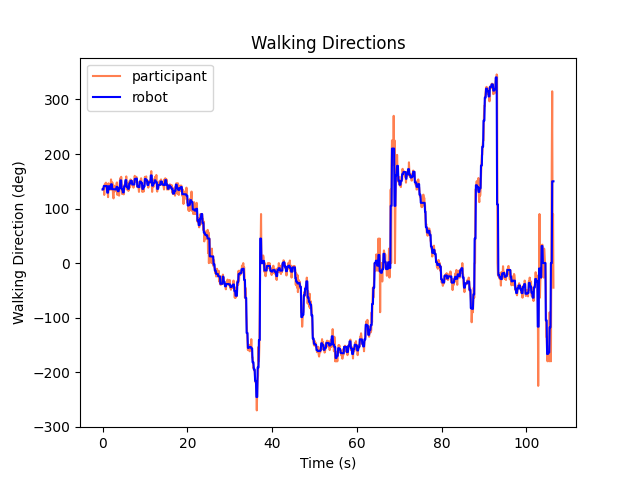 Walking Directions
participant
robot
Walking Direction (deg)
300
200
100
0
−100
−200
−300
0 20 40 60 80 100
Time (s)